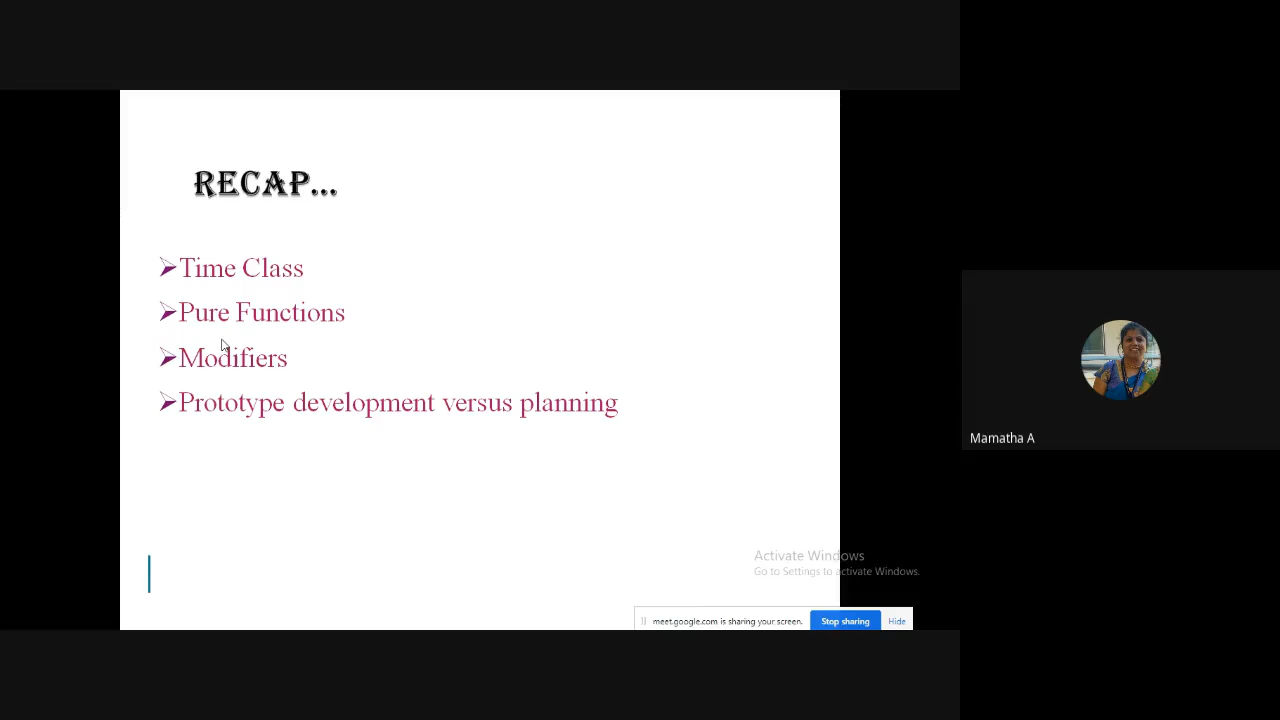 RECAP...
➢Time Class
➢Pure Functions
➢Modifiers
➢Prototype development versus planning
Mamatha A
Activate Windows
Go to Settings to activate Windows.
meet.google.com is sharing your screen. Stop sharing Hide